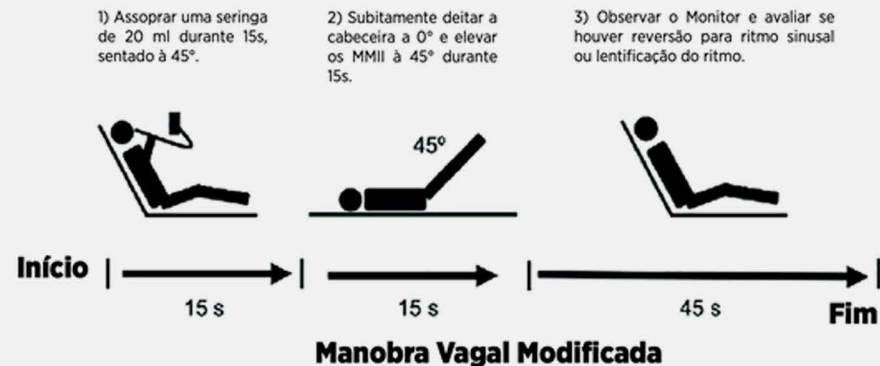 1) Assoprar uma seringa
de 20 ml durante 15s,
sentado à 45°.
2) Subitamente deitar a
cabeceira a 0° e elevar
os MMII à 45° durante
15s.
3) Observar o Monitor e avaliar se
houver reversão para ritmo sinusal
ou lentificação do ritmo.
45º
Início
15 s
15 s
45 s
Fim
Manobra Vagal Modificada